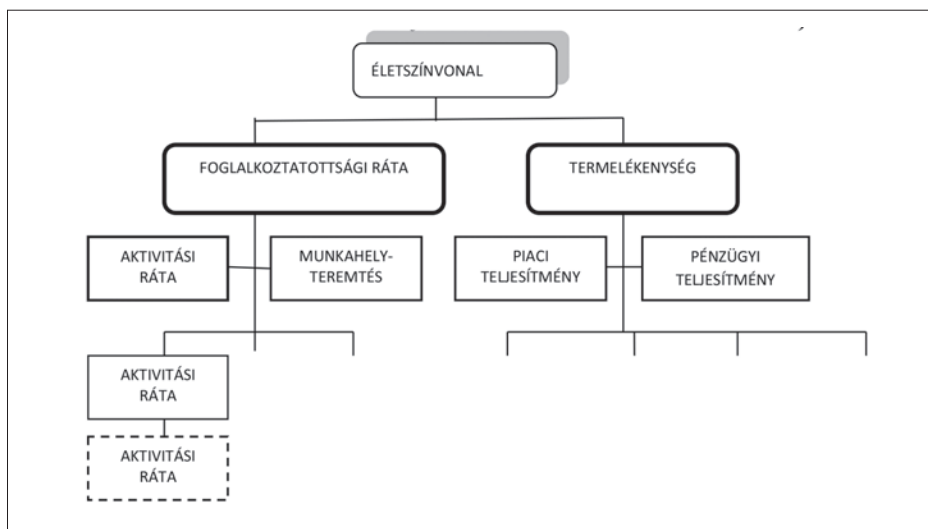 ÉLETSZÍNVONAL
FOGLALKOZTATOTTSÁGI RÁTA
TERMELÉKENYSÉG
AKTIVITÁSI
RÁTA
MUNKAHELY-
TEREMTÉS
PIACI
TELJESÍTMÉNY
PÉNZÜGYI
TELJESÍTMÉNY
AKTIVITÁSI
RÁTA
AKTIVITÁSI
RÁTA